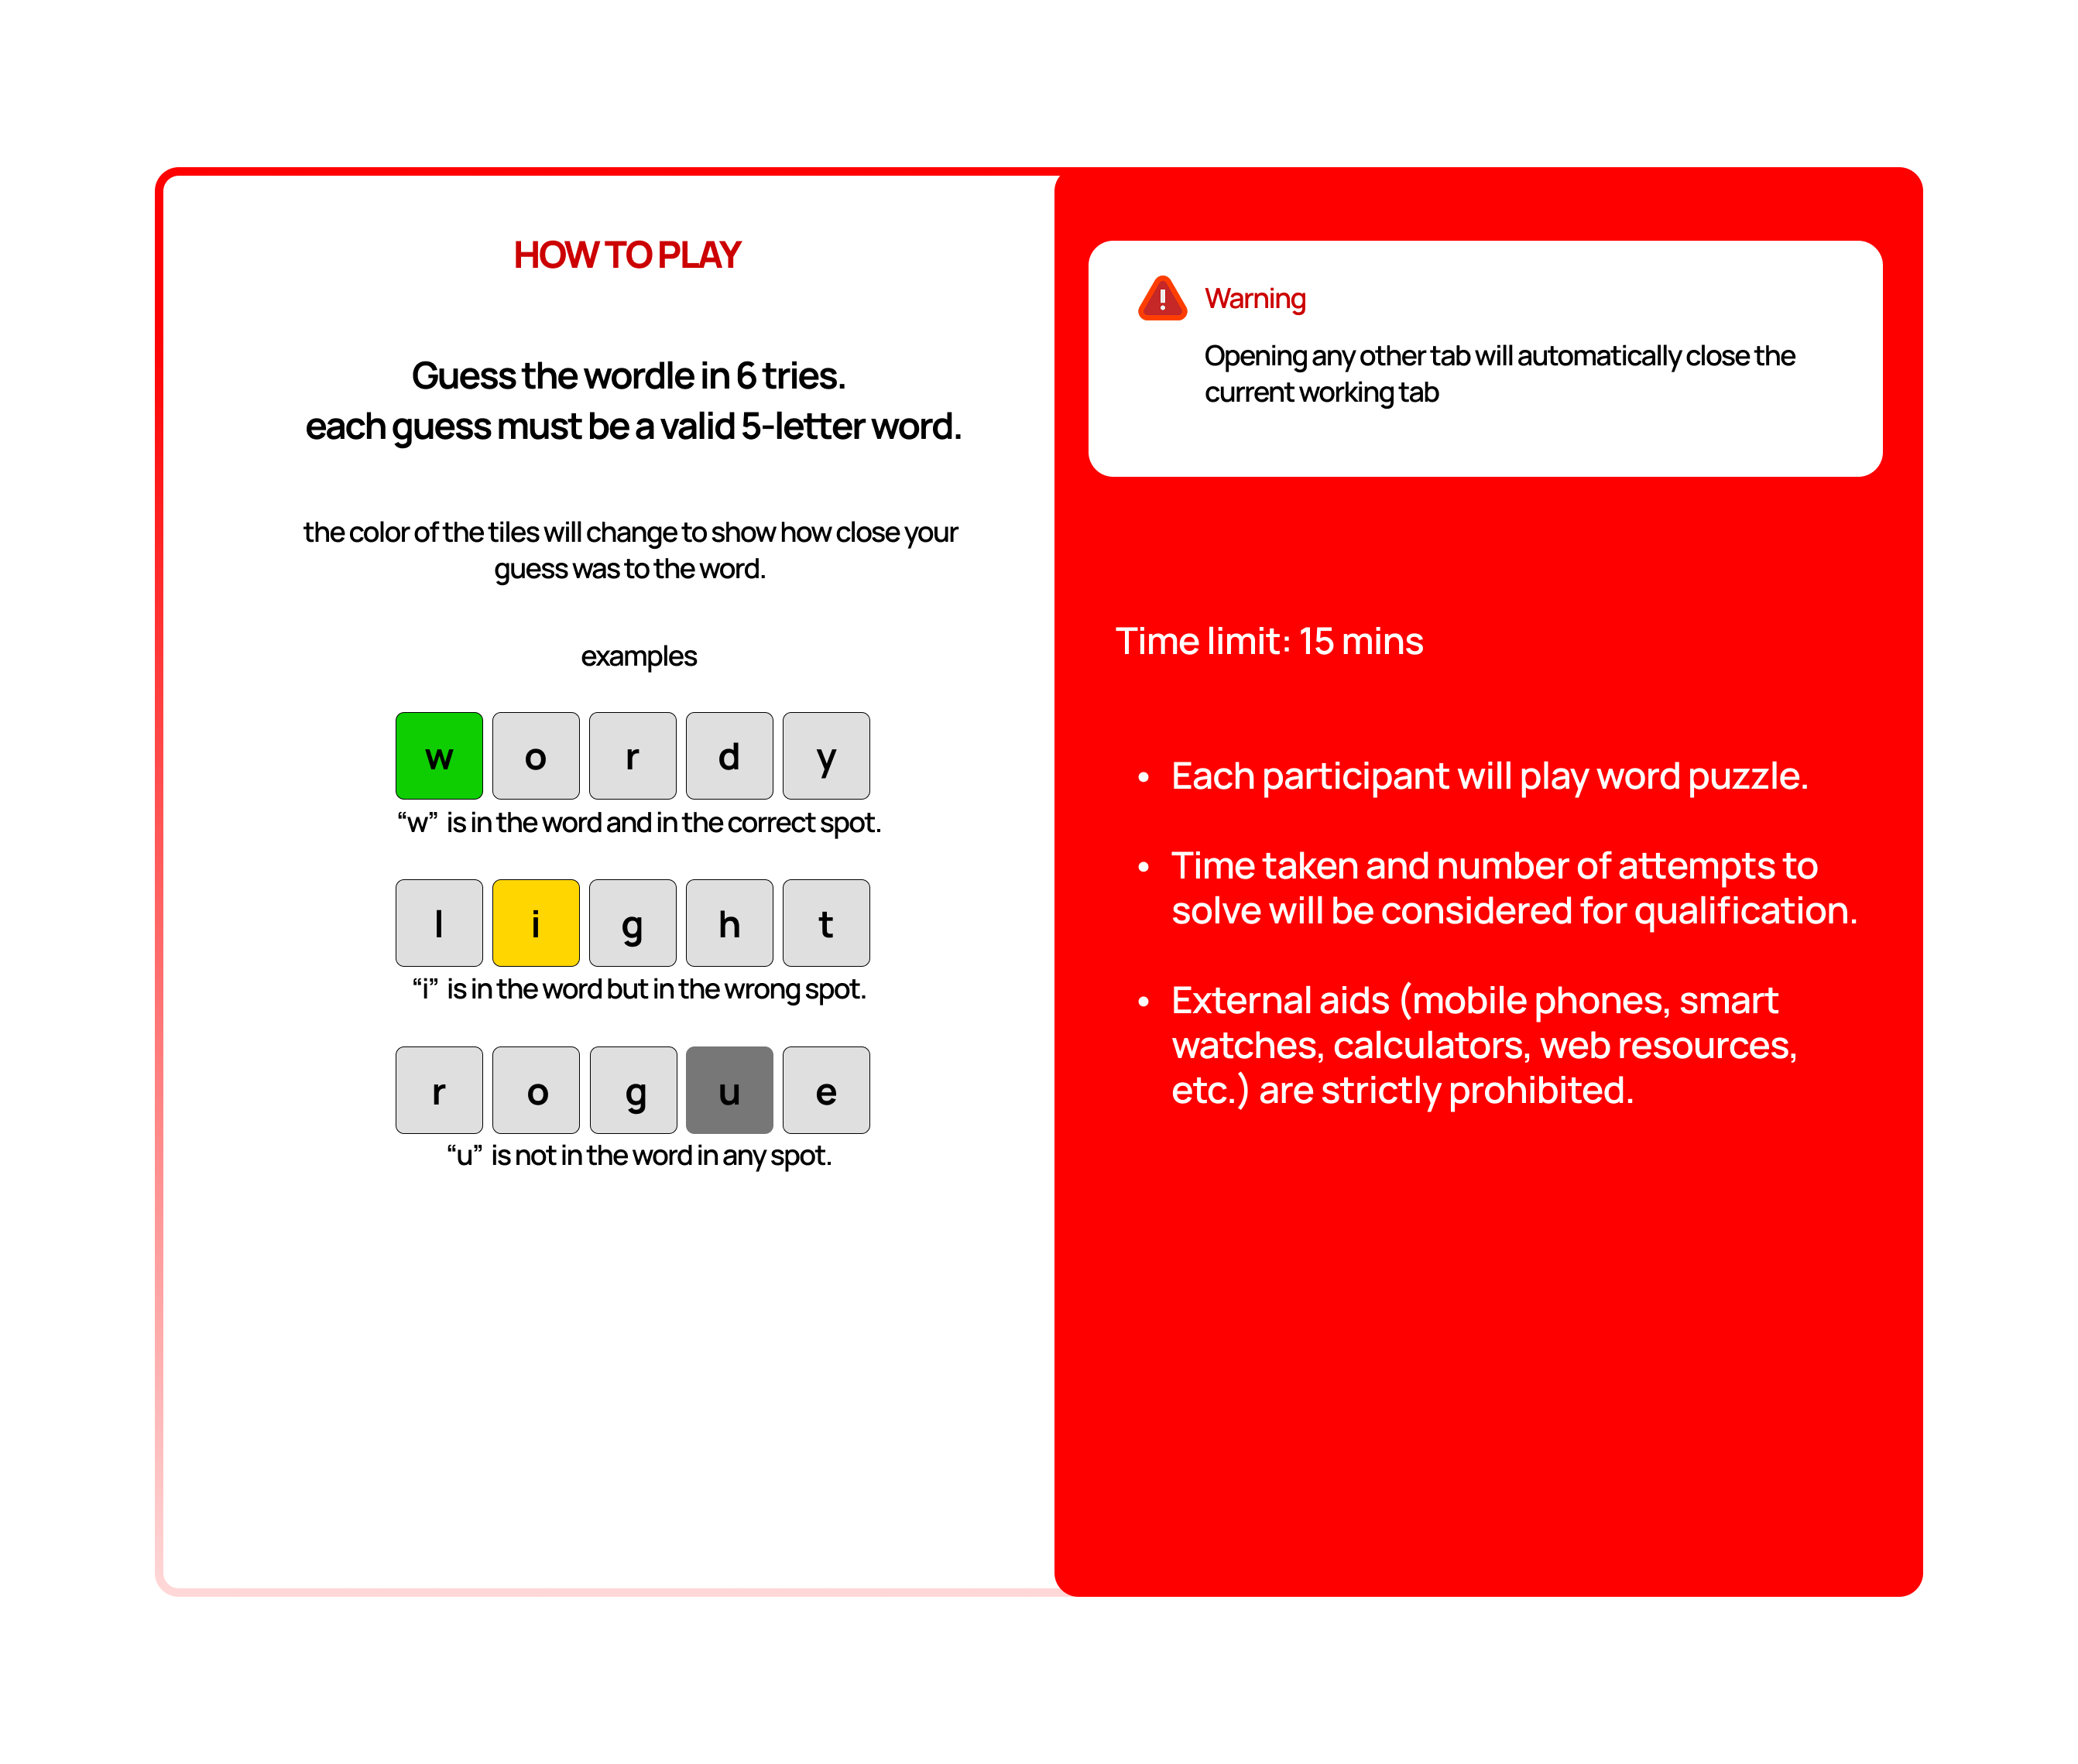 HOW TO PLAY
Guess the wordle in 6 tries.
each guess must be a valid 5-letter word.
the color of the tiles will change to show how close your
guess was to the word.
examples
w o r d y
“w” is in the word and in the correct spot.
l i g h t
“i” is in the word but in the wrong spot.
r o g u e
“u” is not in the word in any spot.
Warning
Opening any other tab will automatically close the
current working tab
Time limit: 15 mins
• Each participant will play word puzzle.
• Time taken and number of attempts to
solve will be considered for qualification.
• External aids (mobile phones, smart
watches, calculators, web resources,
etc.) are strictly prohibited.